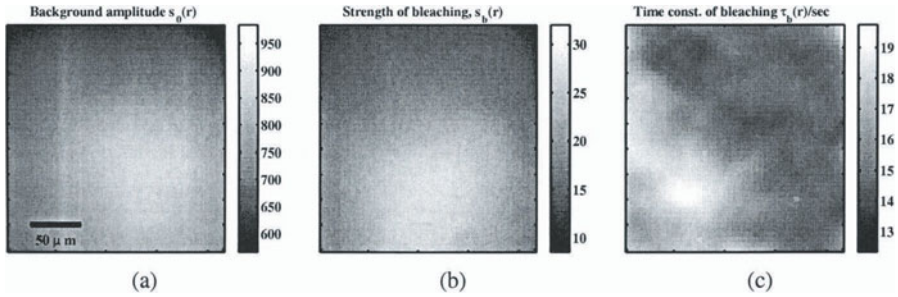 Background amplitude s0(r)
950
900
850
800
750
700
650
600
50 μ m
(a)
Strength of bleaching, sb(r)
30
25
20
15
10
(b)
Time const. of bleaching τb(r)/sec
19
18
17
16
15
14
13
(c)